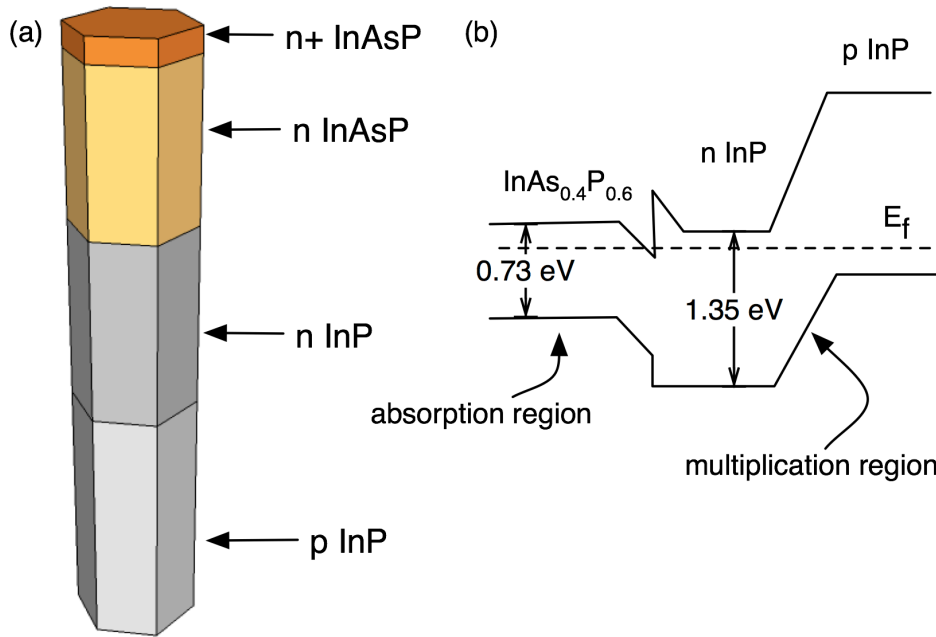 (a)
n+ InAsP
n InAsP
n InP
p InP
(b)
p InP
n InP
InAs0.4P0.6
Ef
0.73 eV
1.35 eV
absorption region
multiplication region